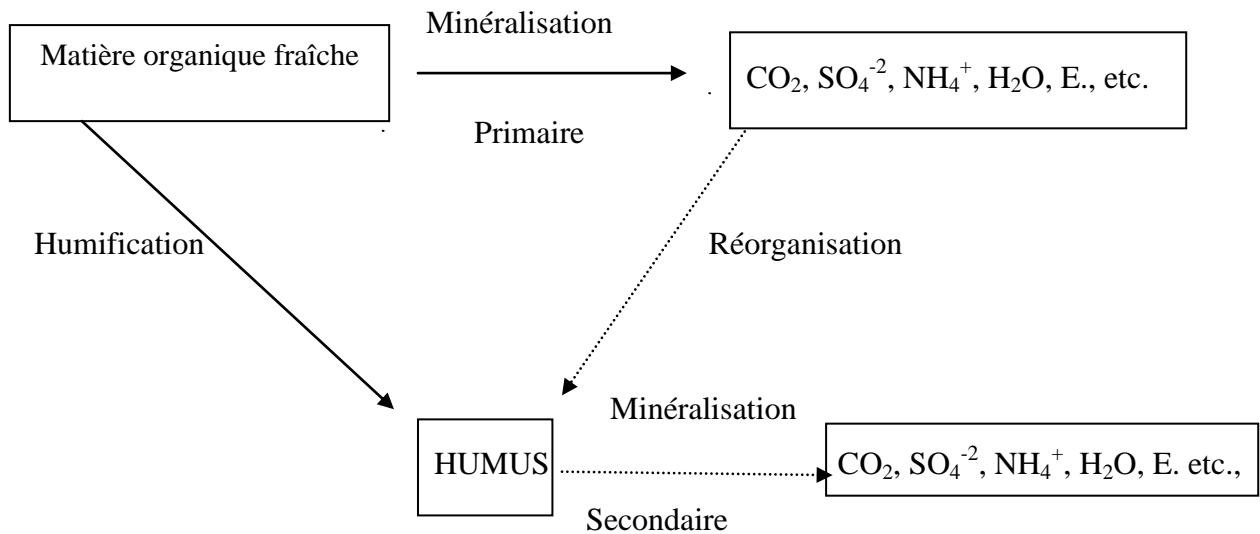 Minéralisation
Matière organique fraîche
CO₂, SO₄⁻², NH₄⁺, H₂O, E., etc.
Primaire
Humification
Réorganisation
Minéralisation
HUMUS
CO₂, SO₄⁻², NH₄⁺, H₂O, E. etc.,
Secondaire